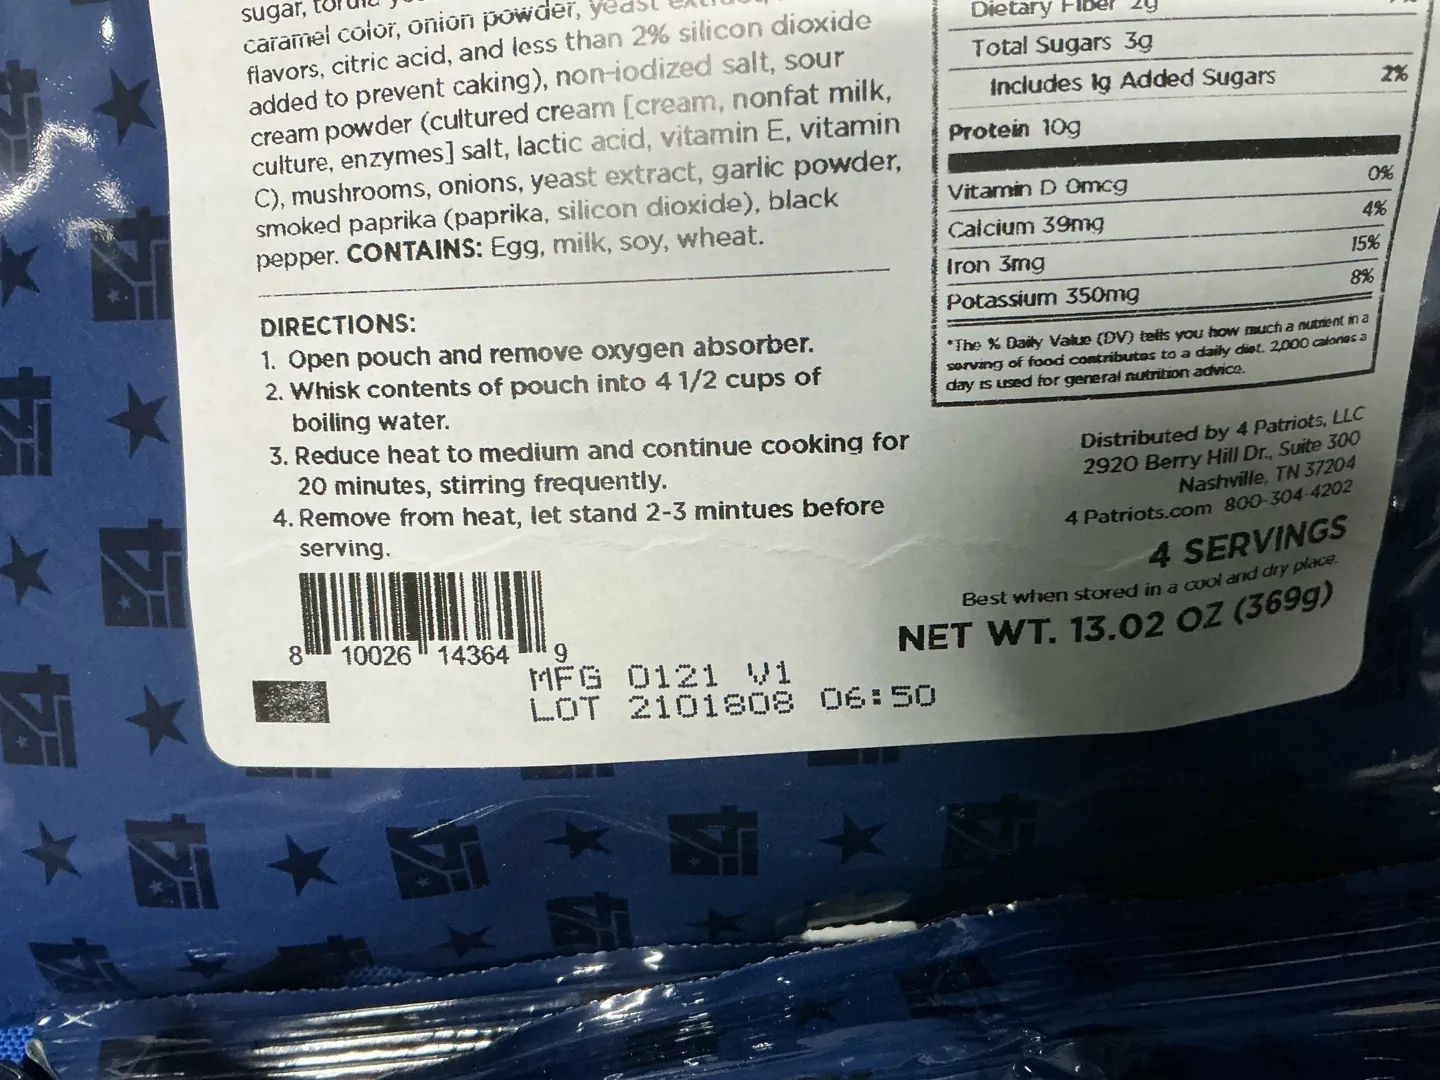 sugar,
caramel color, onion powder, yeast
flavors, citric acid, and less than 2% silicon dioxide
added to prevent caking), non-iodized salt, sour
cream powder (cultured cream [cream, nonfat milk,
culture, enzymes] salt, lactic acid, vitamin E, vitamin
C), mushrooms, onions, yeast extract, garlic powder,
smoked paprika (paprika, silicon dioxide), black
pepper. CONTAINS: Egg, milk, soy, wheat.
DIRECTIONS:
1. Open pouch and remove oxygen absorber.
2. Whisk contents of pouch into 4 1/2 cups of
boiling water.
3. Reduce heat to medium and continue cooking for
20 minutes, stirring frequently.
4. Remove from heat, let stand 2-3 mintues before
serving.
8 10026 14364 9
MFG 0121 V1
LOT 2101808 06:50
Dietary Fiber 2g
Total Sugars 3g
Includes 1g Added Sugars 2%
Protein 10g
Vitamin D 0mcg 0%
Calcium 39mg 4%
Iron 3mg 15%
Potassium 350mg 8%
*The % Daily Value (DV) tells you how much a nutrient in a
serving of food contributes to a daily diet. 2,000 calories a
day is used for general nutrition advice.
Distributed by 4 Patriots, LLC
2920 Berry Hill Dr., Suite 300
Nashville, TN 37204
4Patriots.com 800-304-4202
4 SERVINGS
Best when stored in a cool and dry place.
NET WT. 13.02 OZ (369g)